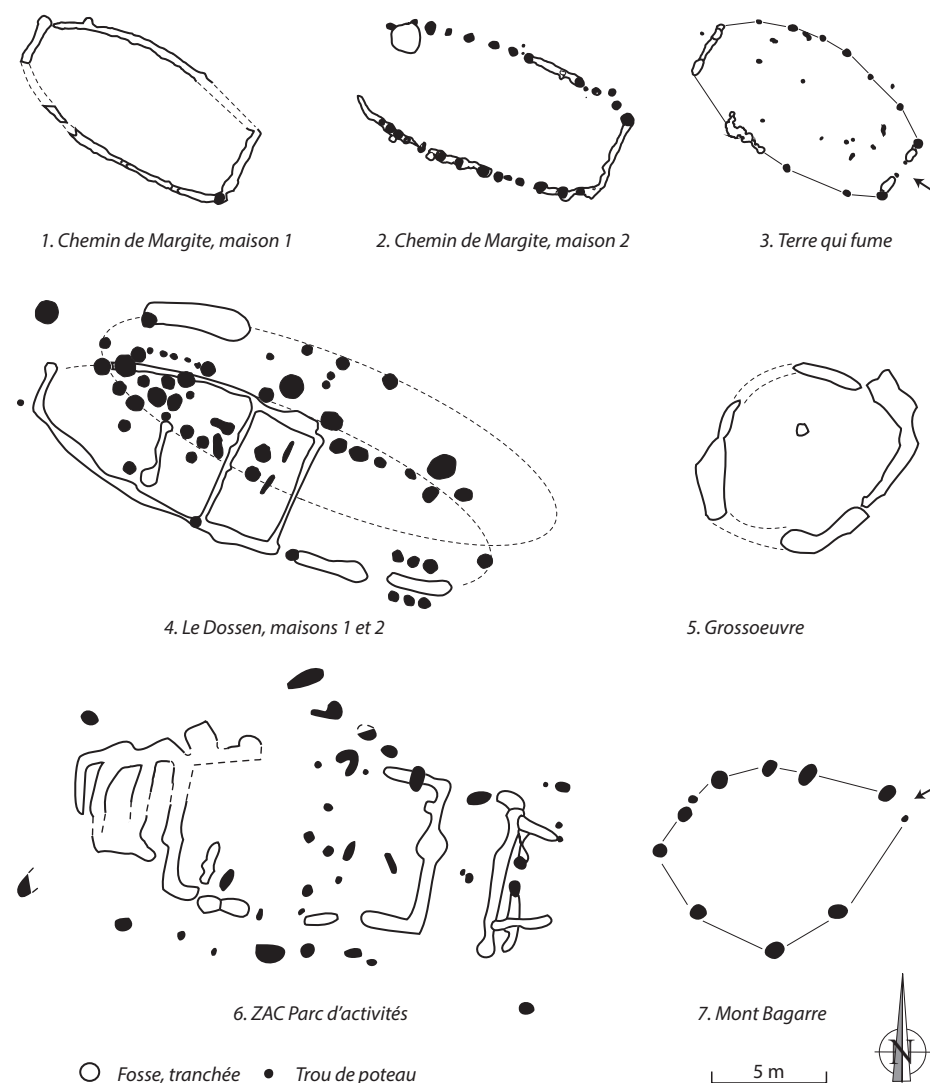 1. Chemin de Margite, maison 1
2. Chemin de Margite, maison 2
3. Terre qui fume
4. Le Dossen, maisons 1 et 2
5. Grossoeuvre
6. ZAC Parc d'activités
7. Mont Bagarre
N
Fosse, tranchée
Trou de poteau
5 m